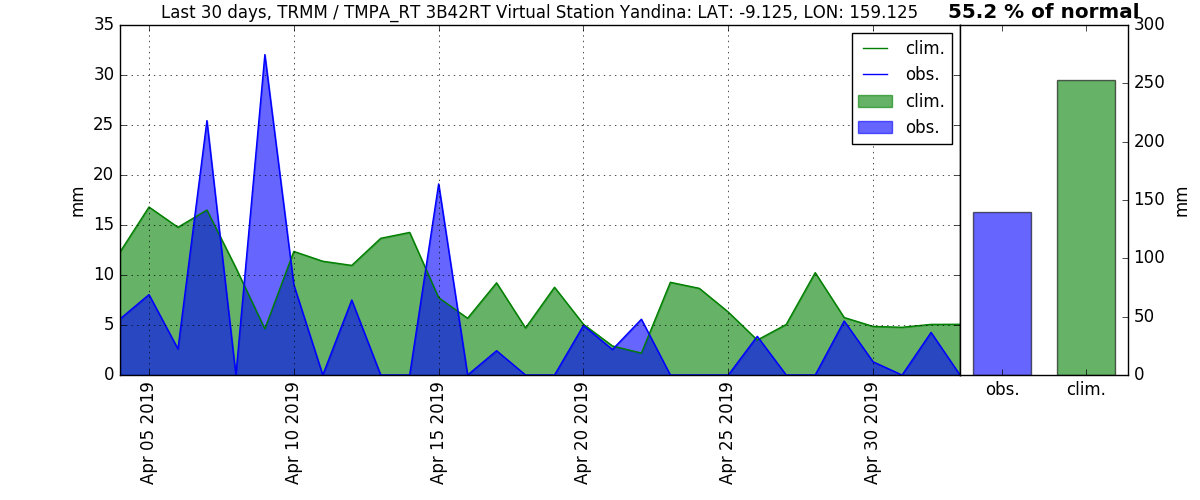 Last 30 days, TRMM / TMPA_RT 3B42RT Virtual Station Yandina: LAT: -9.125, LON: 159.125
55.2 % of normal
35
30
25
20
15
10
5
0
mm
clim.
obs.
clim.
obs.
Apr 05 2019
Apr 10 2019
Apr 15 2019
Apr 20 2019
Apr 25 2019
Apr 30 2019
300
250
200
150
100
50
0
mm
obs.
clim.